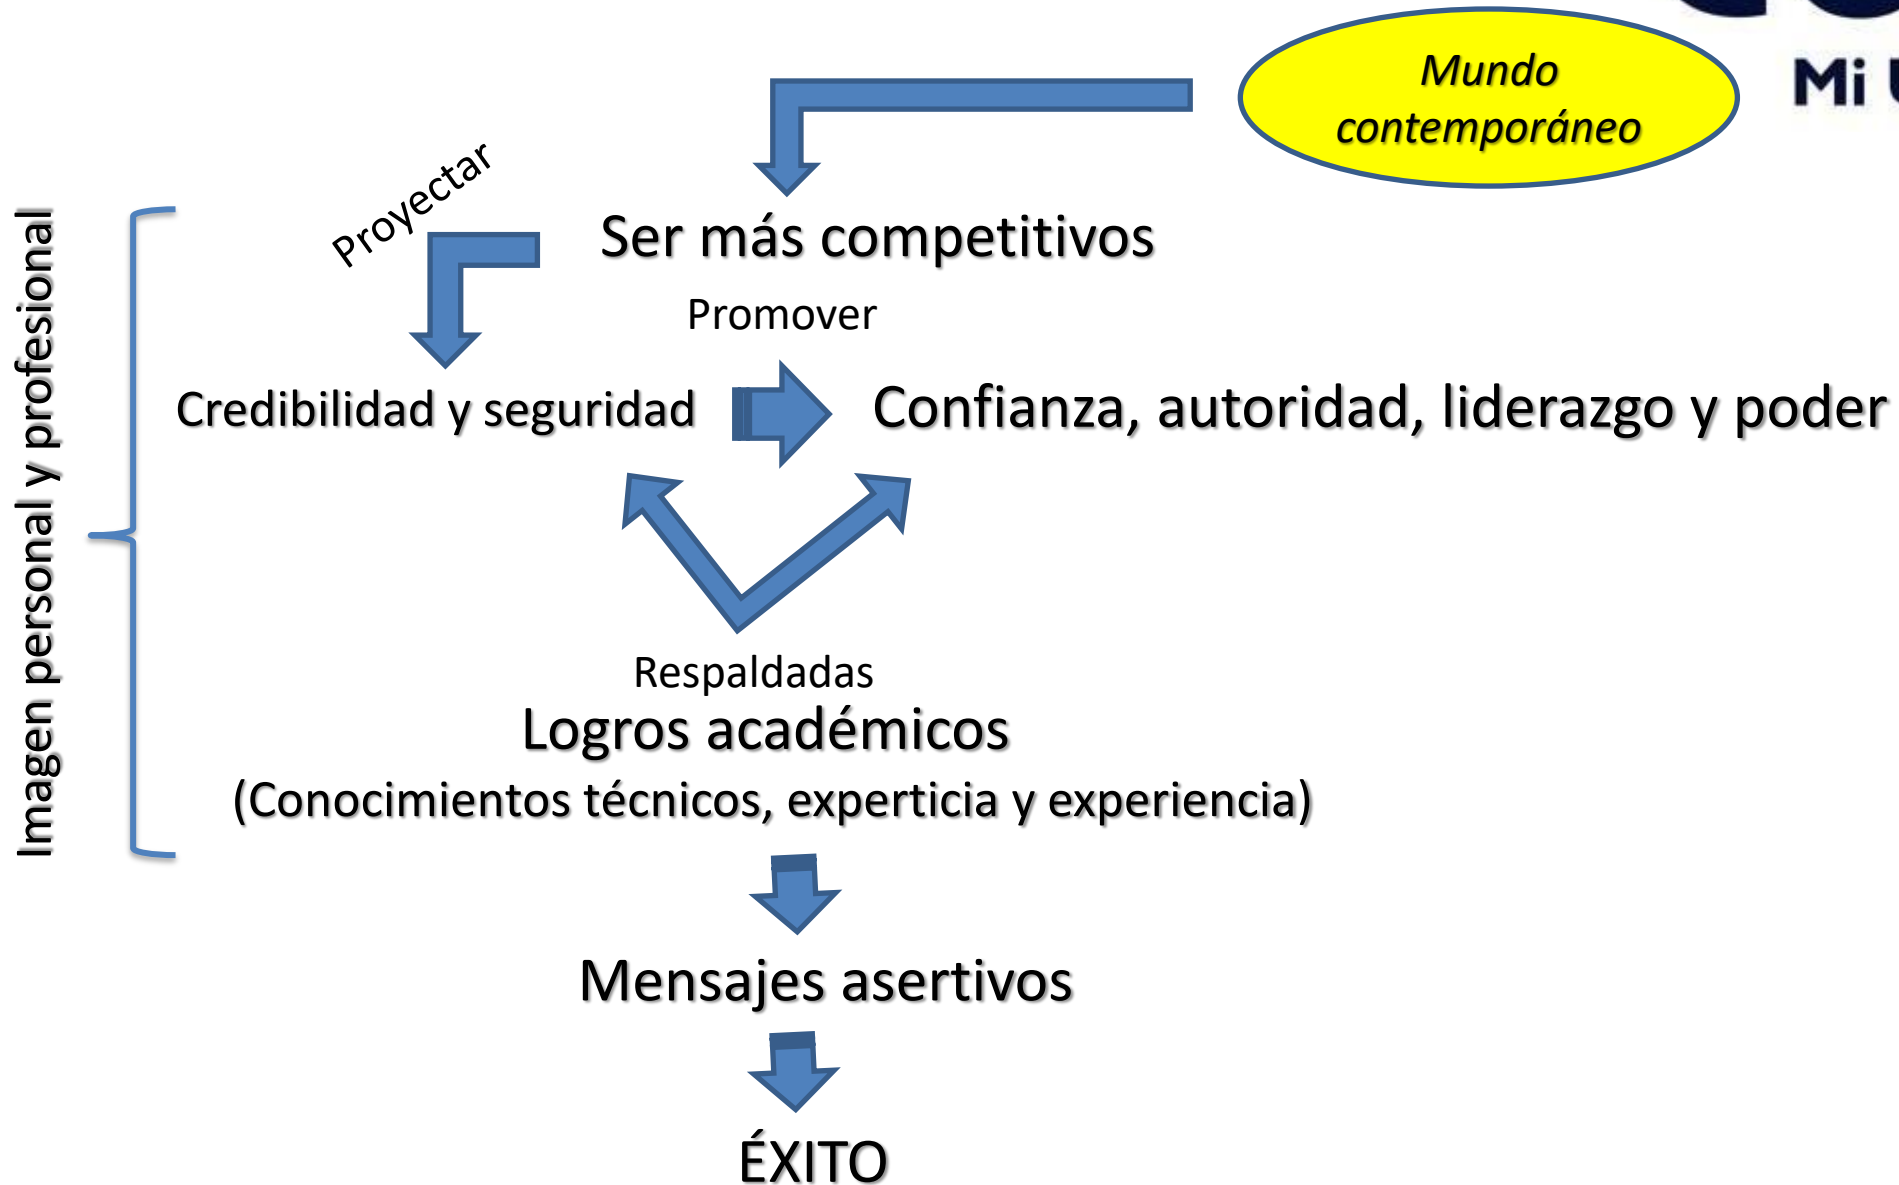 Mi
Mundo
contemporáneo
Proyectar
Ser más competitivos
Promover
Credibilidad y seguridad
Confianza, autoridad, liderazgo y poder
Imagen personal y profesional
Respaldadas
Logros académicos
(Conocimientos técnicos, experticia y experiencia)
Mensajes asertivos
ÉXITO